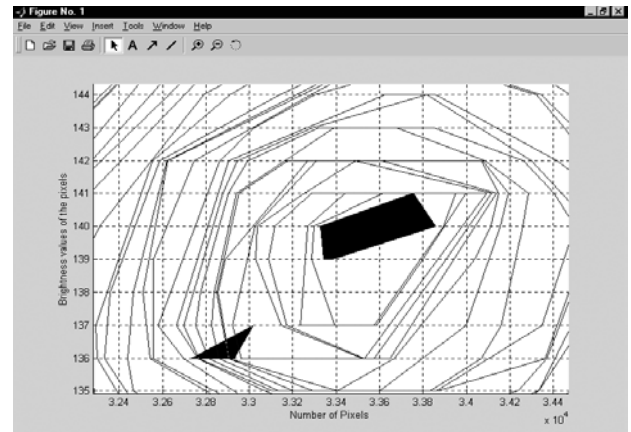 Figure No. 1
File Edit View Insert Tools Window Help
A
144
143
142
141
140
139
138
137
136
135
Brightness values of the pixels
3.24 3.26 3.28 3.3 3.32 3.34 3.36 3.38 3.4 3.42 3.44
Number of Pixels
x 10^4